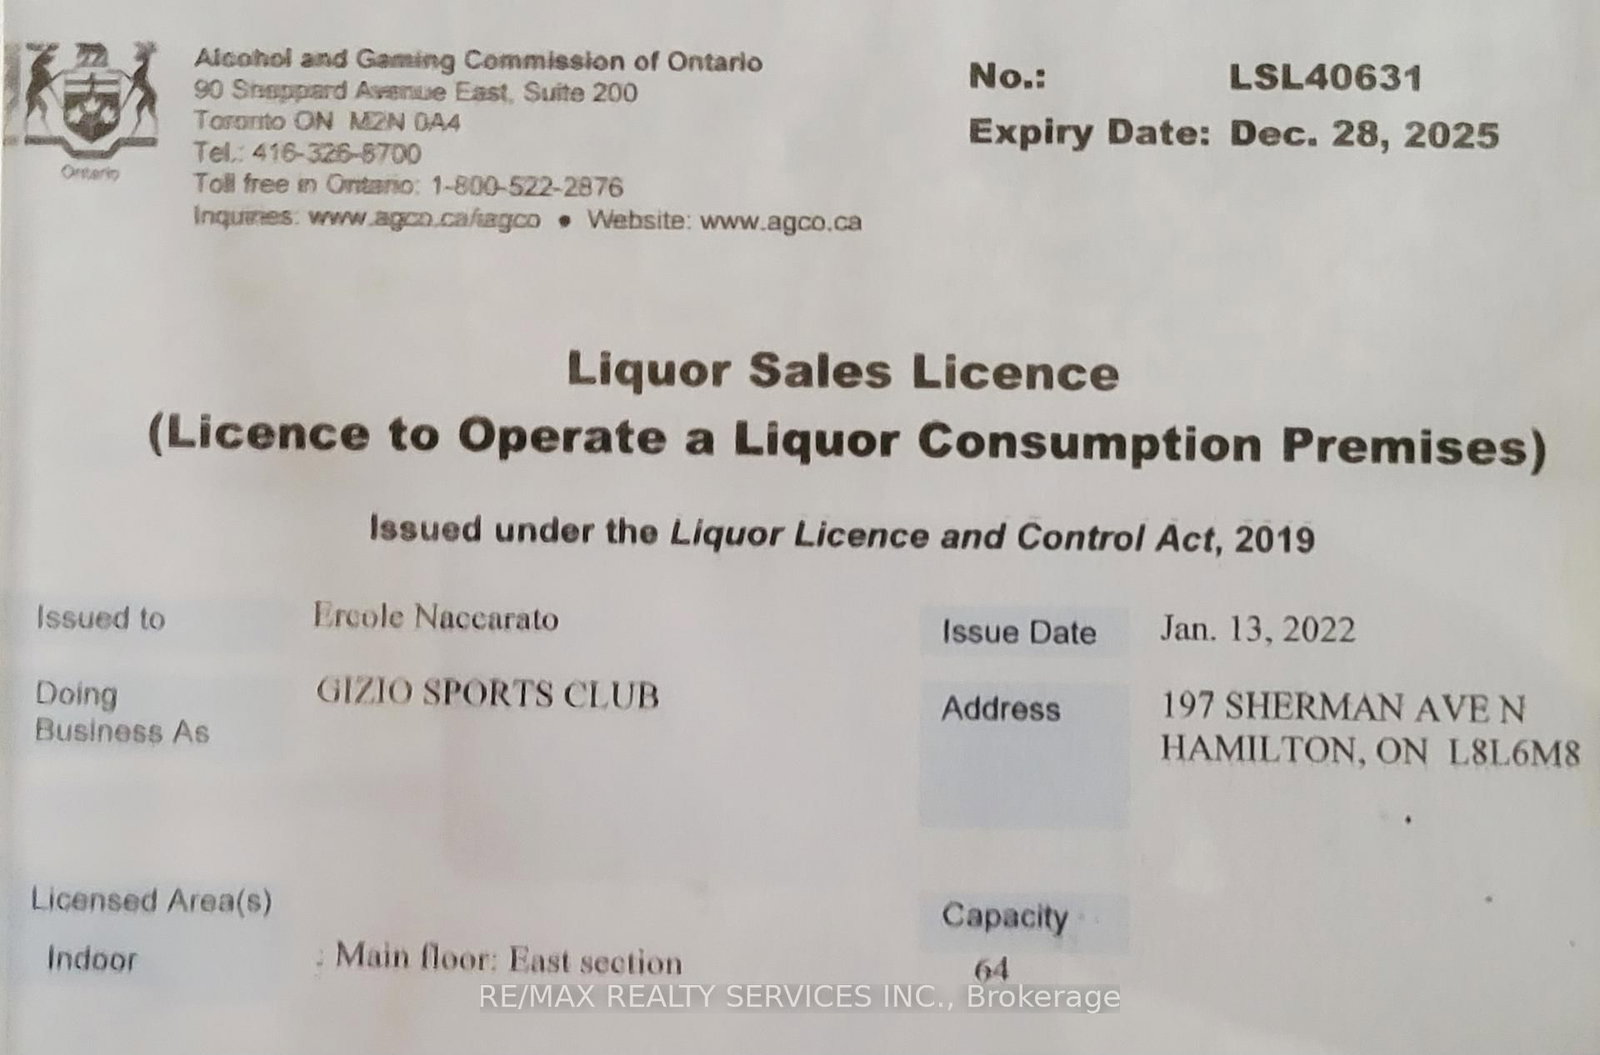 Alcohol and Gaming Commission of Ontario
90 Sheppard Avenue East, Suite 200
Toronto ON M2N 0A4
Tel.: 416-326-8700
Toll free in Ontario: 1-800-522-2876
Inquiries: www.agco.ca/iagco • Website: www.agco.ca
Ontario
No.: LSL40631
Expiry Date: Dec. 28, 2025
Liquor Sales Licence
(Licence to Operate a Liquor Consumption Premises)
Issued under the Liquor Licence and Control Act, 2019
Issued to Ercole Naccarato
Issue Date Jan. 13, 2022
Doing Business As GIZIO SPORTS CLUB
Address 197 SHERMAN AVE N
HAMILTON, ON L8L6M8
Licensed Area(s)
Capacity
Indoor : Main floor: East section 64
RE/MAX REALTY SERVICES INC., Brokerage